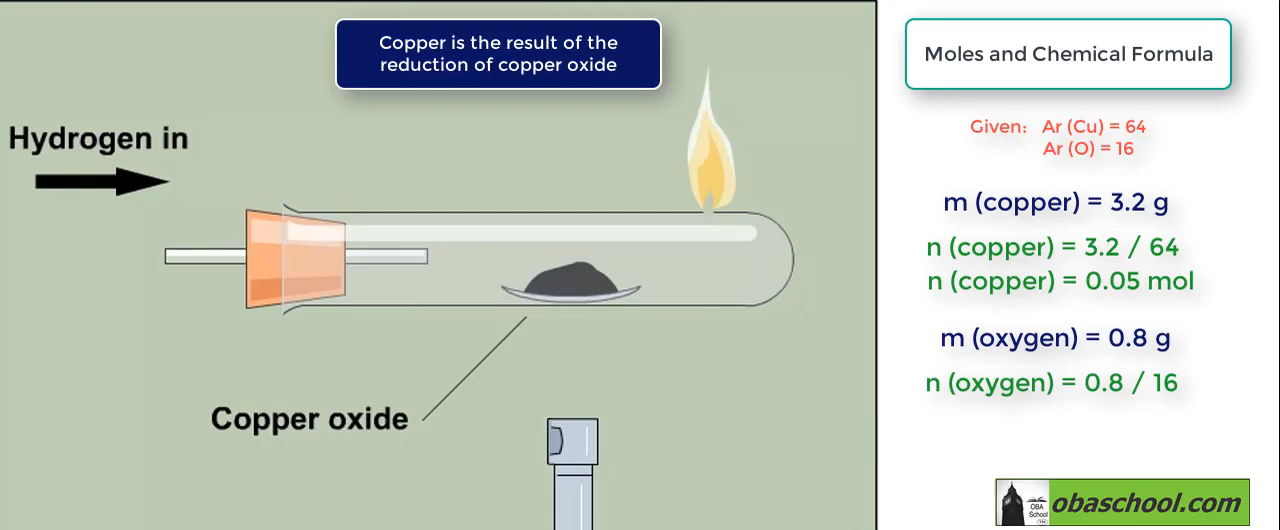 Copper is the result of the
reduction of copper oxide
Hydrogen in
Copper oxide
Moles and Chemical Formula
Given: Ar (Cu) = 64
Ar (O) = 16
m (copper) = 3.2 g
n (copper) = 3.2 / 64
n (copper) = 0.05 mol
m (oxygen) = 0.8 g
n (oxygen) = 0.8 / 16
OBA
School
obaschool.com